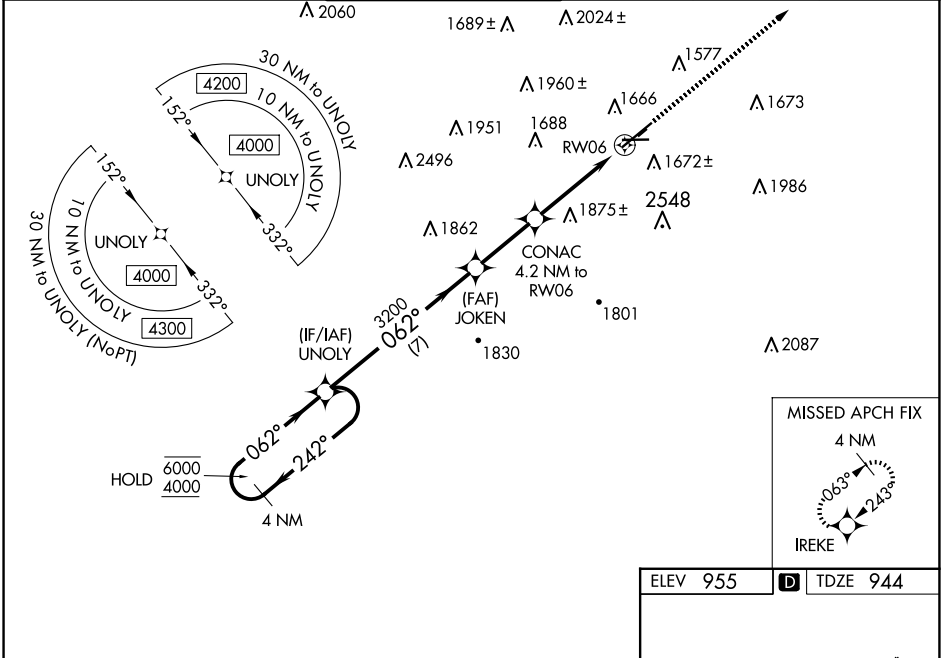 2060
1689±
2024±
1577
30 NM to UNOLY
4200
10 NM to UNOLY
152°
4000
UNOLY
332°
1960±
1666
1673
1951
1688
RW06
2496
1672±
152°
30 NM to UNOLY (NoPT)
10 NM to UNOLY
UNOLY
4000
332°
4300
1986
1875±
2548
1862
CONAC
4.2 NM to
RW06
(FAF)
JOKEN
1801
3200
062°
(7)
1830
2087
(IF/IAF)
UNOLY
062°
242°
HOLD
6000
4000
4 NM
MISSED APCH FIX
4 NM
063°
243°
IREKE
ELEV 955
D
TDZE 944